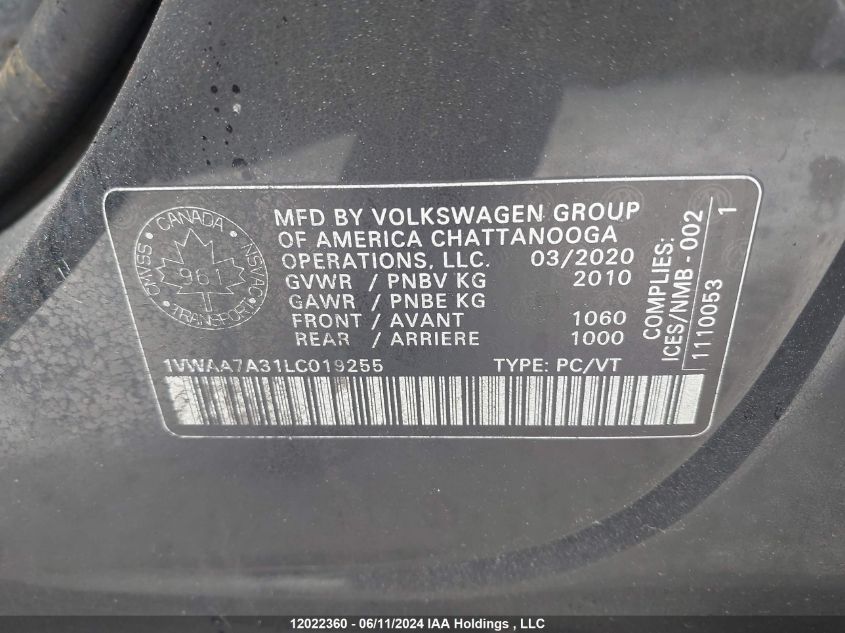 CANADA
CMVSS
NSVAC
961
TRANSPORT
MFD BY VOLKSWAGEN GROUP
OF AMERICA CHATTANOOGA
OPERATIONS, LLC. 03/2020
GVWR / PNBV KG 2010
GAWR / PNBE KG
FRONT / AVANT 1060
REAR / ARRIERE 1000
1VWAA7A31LC019255 TYPE: PC/VT
COMPLIES:
ICES/NMB - 002
1110053 1
12022360 - 06/11/2024 IAA Holdings , LLC